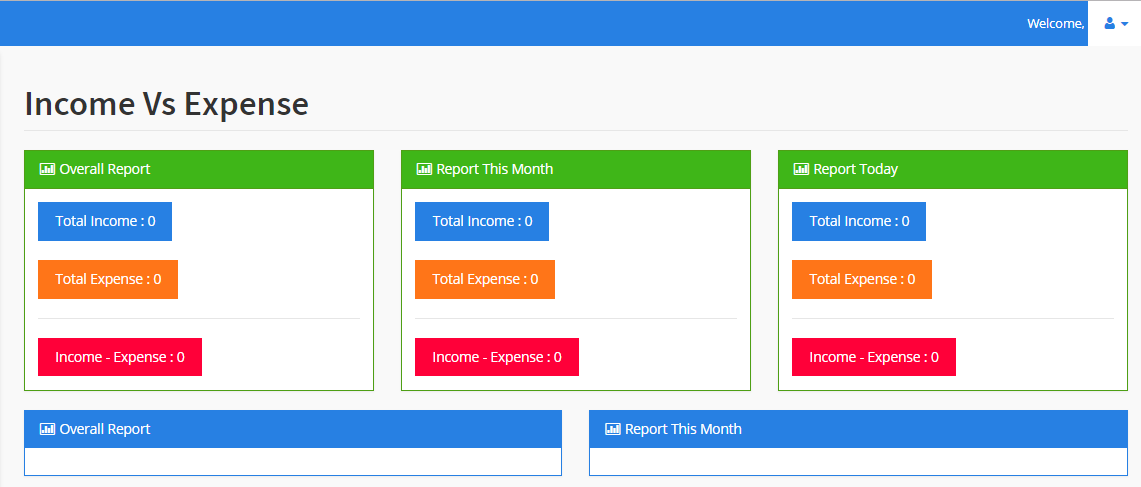 Welcome,
Income Vs Expense
Overall Report
Total Income : 0
Total Expense : 0
Income - Expense : 0
Report This Month
Total Income : 0
Total Expense : 0
Income - Expense : 0
Report Today
Total Income : 0
Total Expense : 0
Income - Expense : 0
Overall Report
Report This Month